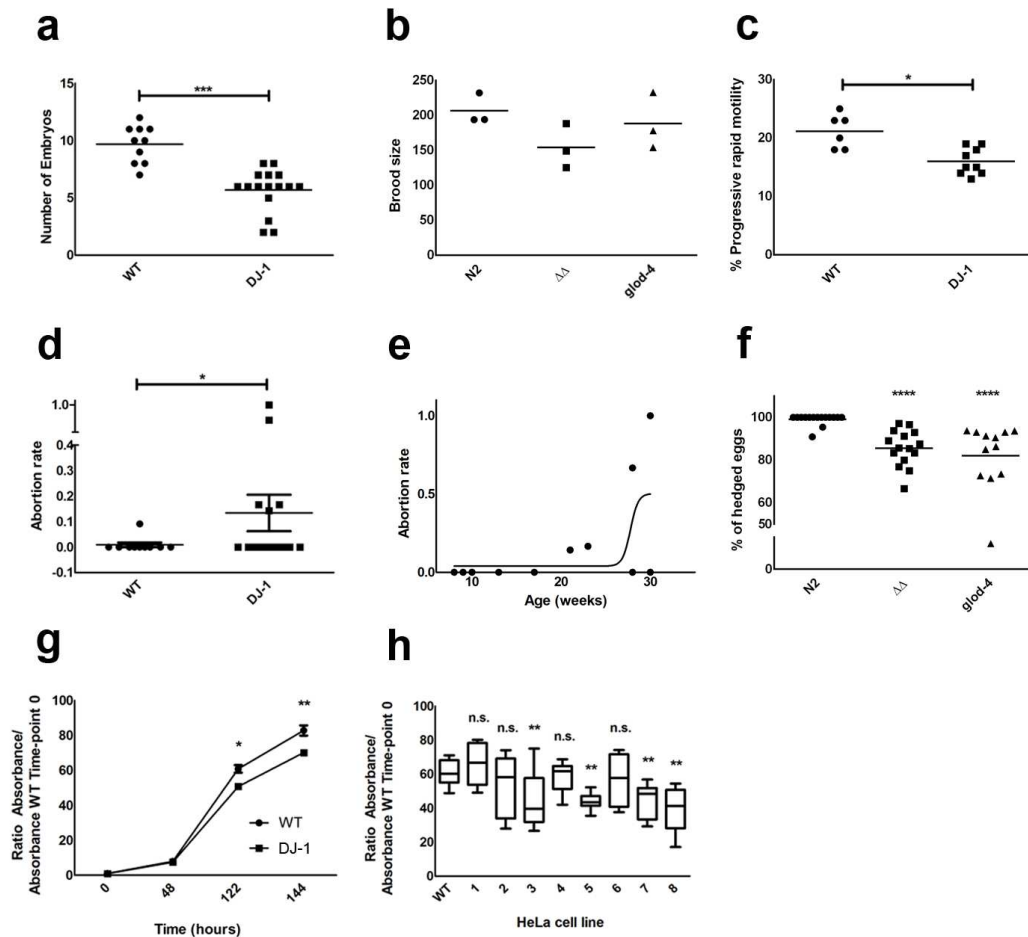 a
Number of Embryos
15
10
5
0
***
WT
DJ-1
b
Brood size
250
200
150
100
50
0
N2
ΔΔ
glod-4
c
% Progressive rapid motility
30
20
10
0
*
WT
DJ-1
d
Abortion rate
1.0
0.4
0.3
0.2
0.1
0.0
-0.1
*
WT
DJ-1
e
Abortion rate
1.0
0.5
0.0
10
20
30
Age (weeks)
f
% of hedged eggs
100
80
60
50
0
****
****
N2
ΔΔ
glod-4
g
Ratio Absorbance/
Absorbance WT Time-point 0
100
80
60
40
20
0
*
**
WT
DJ-1
0
48
122
144
Time (hours)
h
Ratio Absorbance/
Absorbance WT Time-point 0
100
80
60
40
20
0
n.s.
n.s.
**
n.s.
**
n.s.
**
**
WT
1
2
3
4
5
6
7
8
HeLa cell line